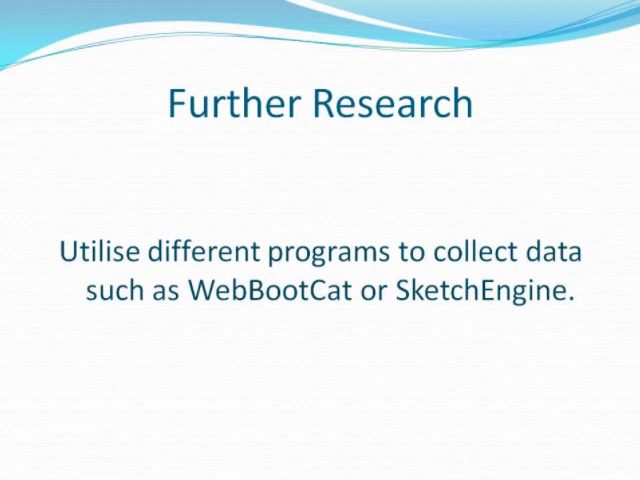 Further Research
Utilise different programs to collect data
such as WebBootCat or SketchEngine.